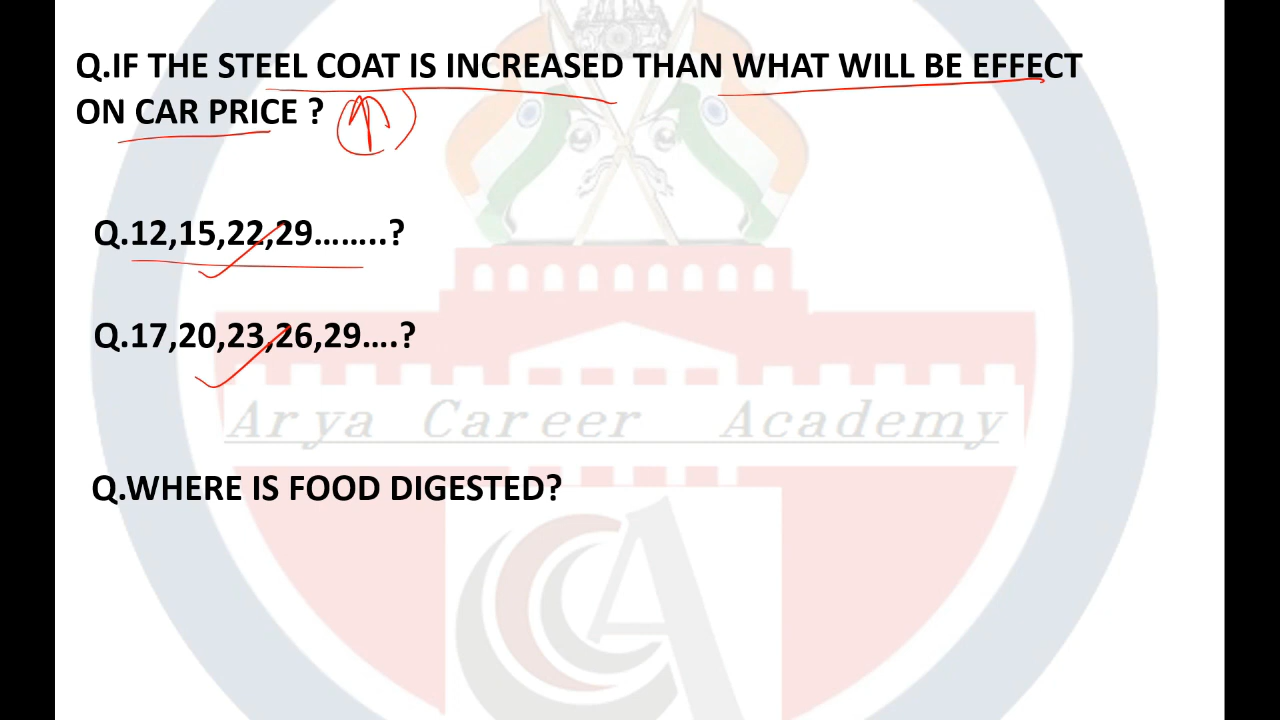 Q.IF THE STEEL COAT IS INCREASED THAN WHAT WILL BE EFFECT
ON CAR PRICE ?
Q.12,15,22,29........?
Q.17,20,23,26,29....?
Arya Career Academy
Q.WHERE IS FOOD DIGESTED?
CA